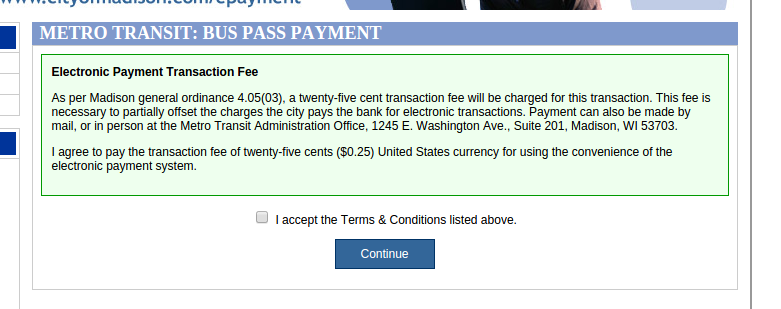 www.cityofmadison.com/epayment
METRO TRANSIT: BUS PASS PAYMENT
Electronic Payment Transaction Fee
As per Madison general ordinance 4.05(03), a twenty-five cent transaction fee will be charged for this transaction. This fee is
necessary to partially offset the charges the city pays the bank for electronic transactions. Payment can also be made by
mail, or in person at the Metro Transit Administration Office, 1245 E. Washington Ave., Suite 201, Madison, WI 53703.
I agree to pay the transaction fee of twenty-five cents ($0.25) United States currency for using the convenience of the
electronic payment system.
I accept the Terms & Conditions listed above.
Continue